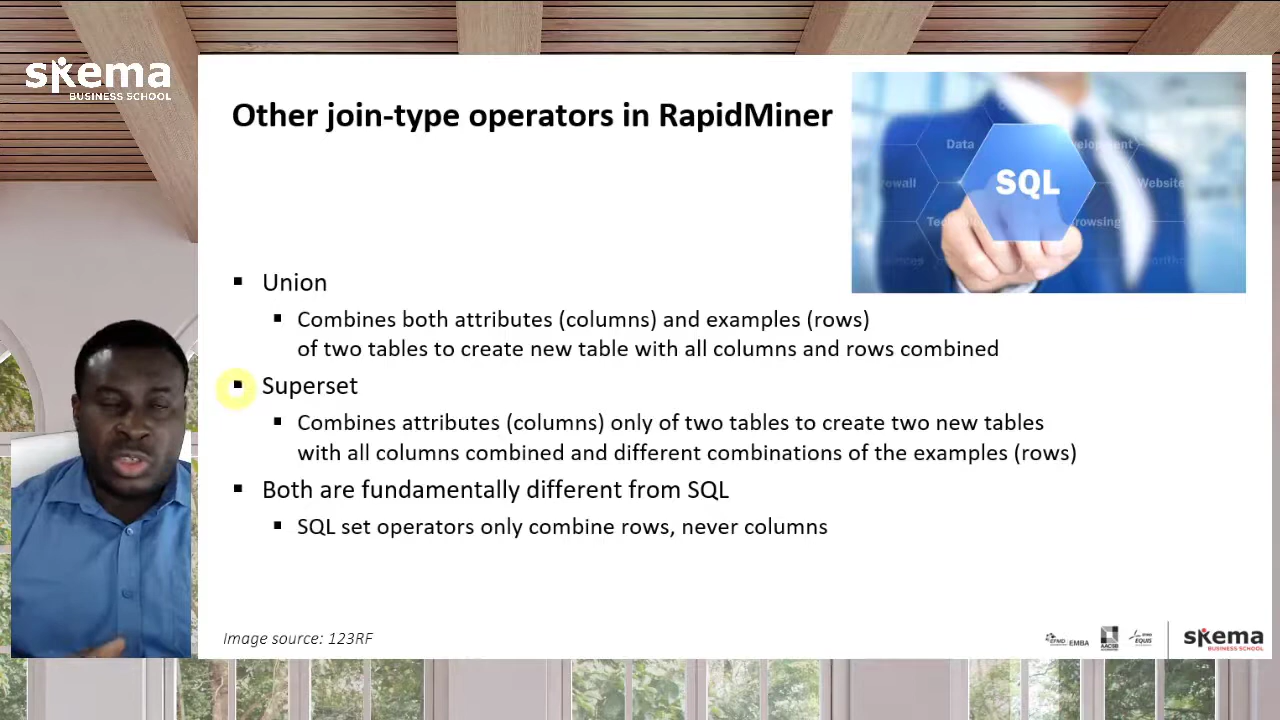 skema
BUSINESS SCHOOL
Other join-type operators in RapidMiner
Data
SQL
Website
▪ Union
▪ Combines both attributes (columns) and examples (rows)
of two tables to create new table with all columns and rows combined
▪ Superset
▪ Combines attributes (columns) only of two tables to create two new tables
with all columns combined and different combinations of the examples (rows)
▪ Both are fundamentally different from SQL
▪ SQL set operators only combine rows, never columns
Image source: 123RF
EFMD EMBA
AACSB
EQUIS
skema
BUSINESS SCHOOL